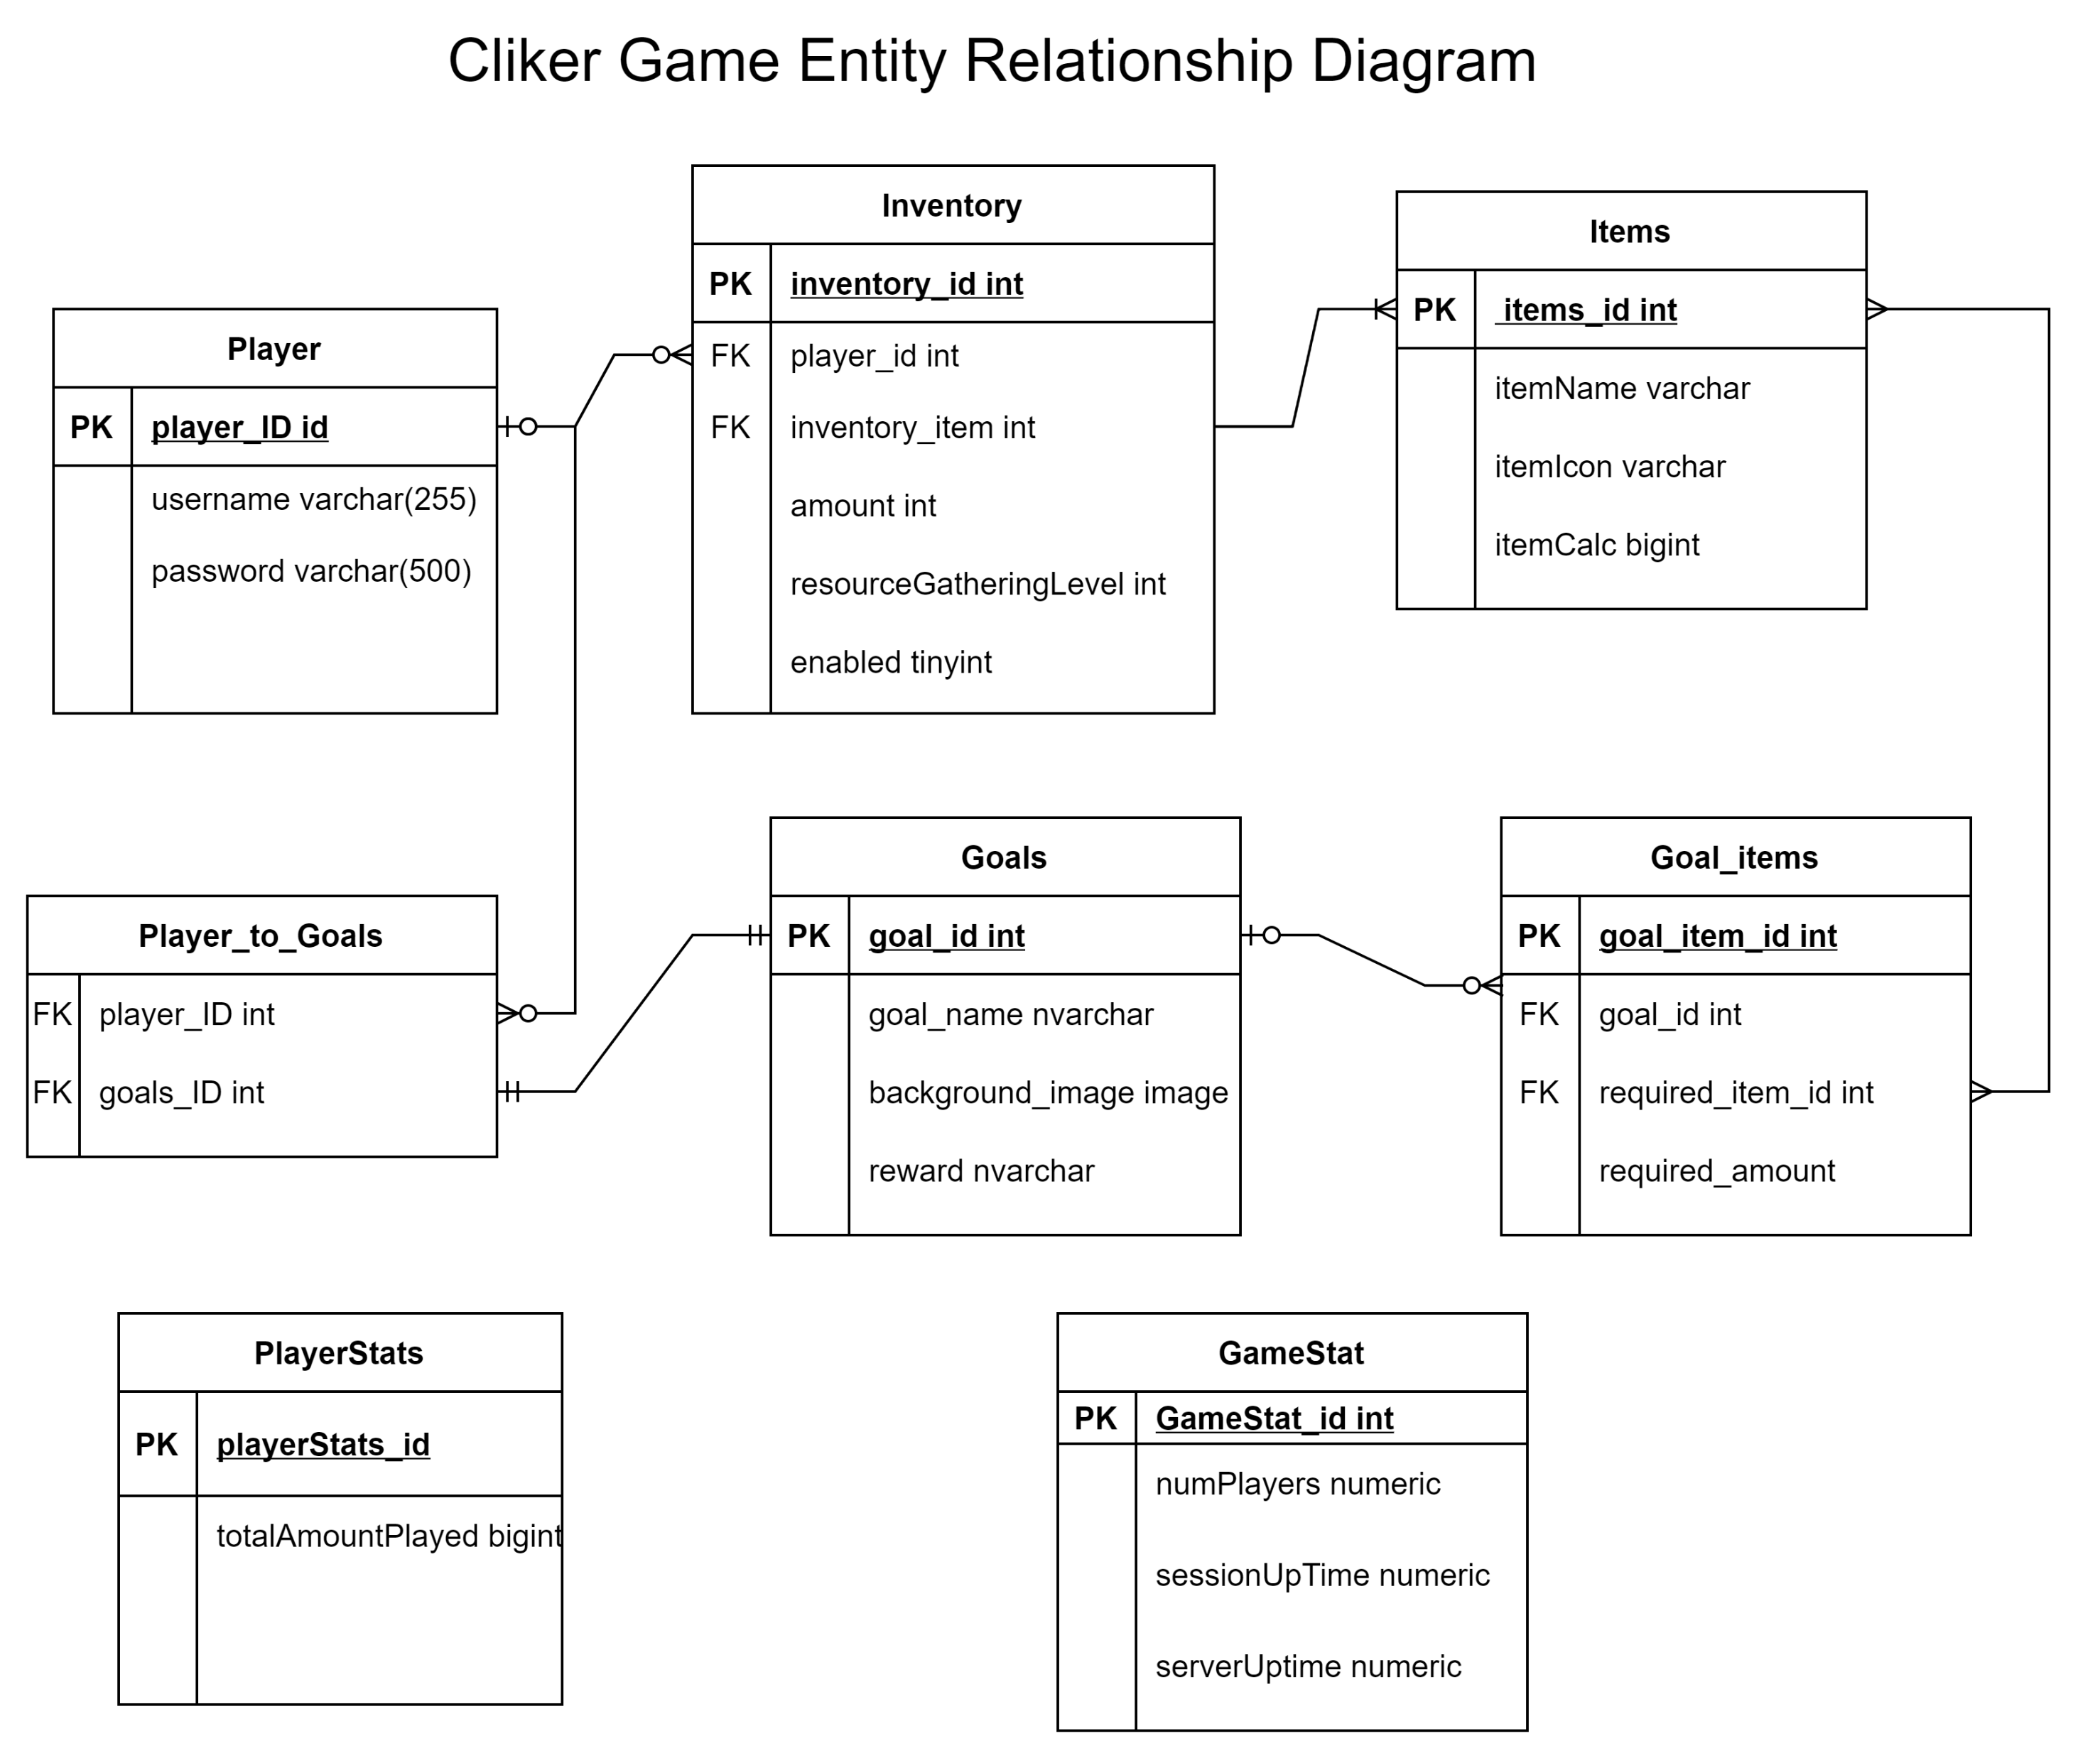 Cliker Game Entity Relationship Diagram
Player
PK player_ID id
username varchar(255)
password varchar(500)
Inventory
PK inventory_id int
FK player_id int
FK inventory_item int
amount int
resourceGatheringLevel int
enabled tinyint
Items
PK items_id int
itemName varchar
itemIcon varchar
itemCalc bigint
Player_to_Goals
FK player_ID int
FK goals_ID int
Goals
PK goal_id int
goal_name nvarchar
background_image image
reward nvarchar
Goal_items
PK goal_item_id int
FK goal_id int
FK required_item_id int
required_amount
PlayerStats
PK playerStats_id
totalAmountPlayed bigint
GameStat
PK GameStat_id int
numPlayers numeric
sessionUpTime numeric
serverUptime numeric